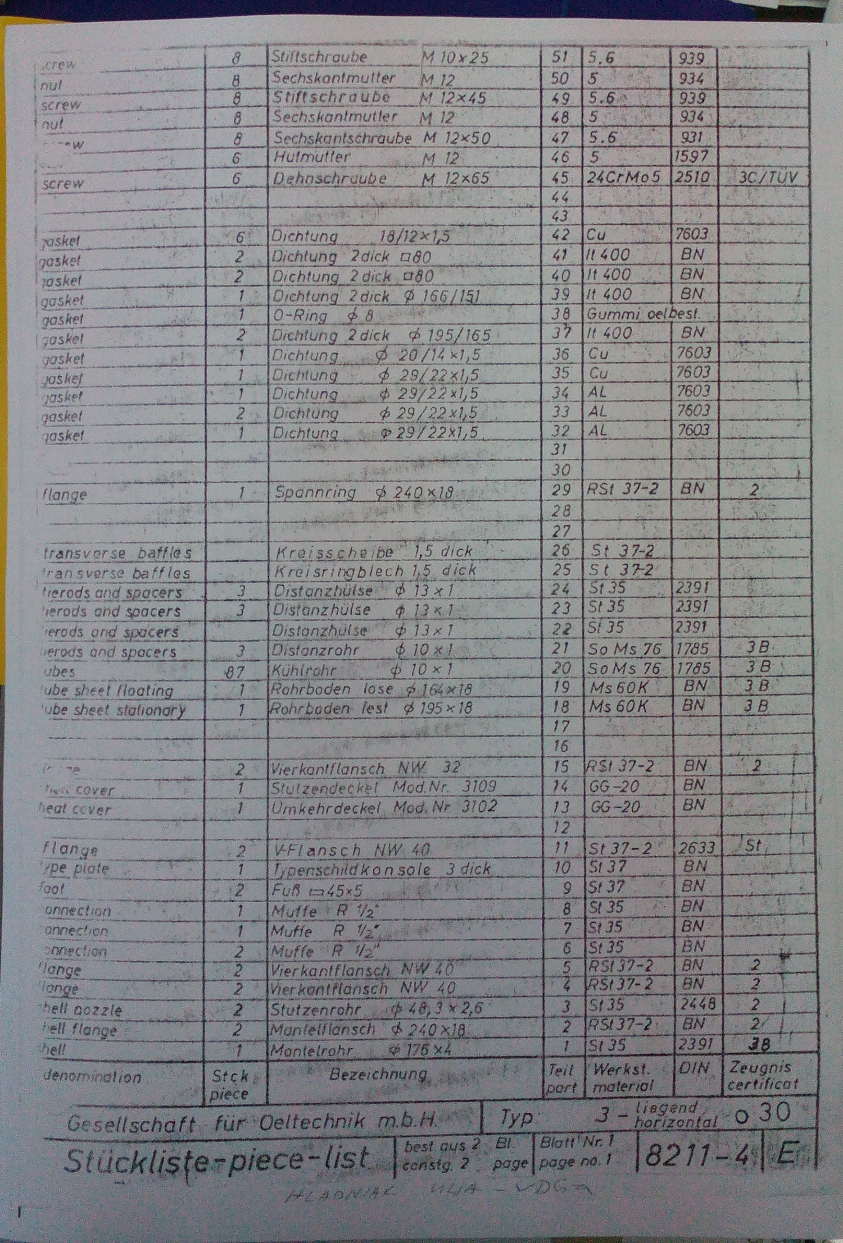 screw 8 Stiftschraube M 10x25 51 5.6 939
nut 8 Sechskantmutter M 12 50 5 934
screw 8 Stiftschraube M 12x45 49 5.6 939
nut 8 Sechskantmutter M 12 48 5 934
8 Sechskantschraube M 12x50 47 5.6 931
6 Hutmutter M 12 46 5 1597
screw 6 Dehnschraube M 12x65 45 24CrMo5 2510 3C/TÜV
44
43
gasket 6 Dichtung 18/12x1,5 42 Cu 7603
gasket 2 Dichtung 2dick □80 41 It 400 BN
gasket 2 Dichtung 2dick □80 40 It 400 BN
gasket 1 Dichtung 2dick ϕ 166/151 39 It 400 BN
gasket 1 O-Ring ϕ 8 38 Gummi oelbest.
gasket 2 Dichtung 2dick ϕ 195/165 37 It 400 BN
gasket 1 Dichtung ϕ 20/14x1,5 36 Cu 7603
gasket 1 Dichtung ϕ 29/22x1,5 35 Cu 7603
gasket 1 Dichtung ϕ 29/22x1,5 34 AL 7603
gasket 2 Dichtung ϕ 29/22x1,5 33 AL 7603
gasket 1 Dichtung ϕ 29/22x1,5 32 AL 7603
31
30
flange 1 Spannring ϕ 240x18 29 RSt 37-2 BN 2
28
27
transverse baffles Kreisscheibe 1,5 dick 26 St 37-2
transverse baffles Kreisringblech 1,5 dick 25 St 37-2
ierods and spacers 3 Distanzhülse ϕ 13x1 24 St 35 2391
ierods and spacers 3 Distanzhülse ϕ 13x1 23 St 35 2391
ierods and spacers Distanzhülse ϕ 13x1 22 St 35 2391
ierods and spacers 3 Distanzrohr ϕ 10x1 21 So Ms 76 1785 3B
ubes 87 Kühlrohr ϕ 10x1 20 So Ms 76 1785 3B
ube sheet floating 1 Rohrboden lose ϕ 164x18 19 Ms 60K BN 3B
ube sheet stationary 1 Rohrboden fest ϕ 195x18 18 Ms 60K BN 3B
17
16
2 Vierkantflansch NW 32 15 RSt 37-2 BN 2
cover 1 Stutzendeckel Mod.Nr. 3109 14 GG-20 BN
heat cover 1 Umkehrdeckel Mod.Nr 3102 13 GG-20 BN
12
flange 2 V-Flansch NW 40 11 St 37-2 2633 St
ype plate 1 Typenschildkonsole 3 dick 10 St 37 BN
foot 2 Fuß ▭45x5 9 St 37 BN
onnection 1 Muffe R 1/2" 8 St 35 BN
onnection 1 Muffe R 1/2" 7 St 35 BN
onnection 2 Muffe R 1/2" 6 St 35 BN
lange 2 Vierkantflansch NW 40 5 RSt 37-2 BN 2
lange 2 Vierkantflansch NW 40 4 RSt 37-2 BN 2
hell nozzle 2 Stutzenrohr ϕ 48,3x2,6 3 St 35 2448 2
hell flange 2 Mantelflansch ϕ 240x18 2 RSt 37-2 BN 2
hell 1 Mantelrohr ϕ 175x4 1 St 35 2391 3B
denomination Stck piece Bezeichnung Teil part Werkst. material DIN Zeugnis certificat
Gesellschaft für Oeltechnik m.b.H. Typ 3 - liegend horizontal o 30
Stückliste-piece-list best aus 2 Bl. constg. 2 page Blatt Nr. 1 page no. 1 8211-4 E
HLADNJAK ULJA